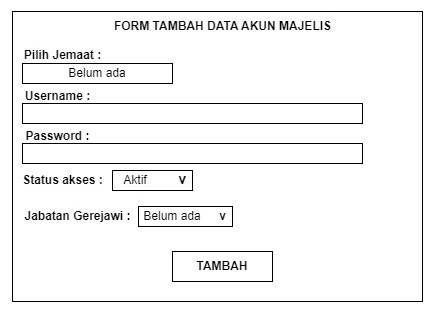 FORM TAMBAH DATA AKUN MAJELIS
Pilih Jemaat :
Belum ada
Username :
Password :
Status akses : Aktif v
Jabatan Gerejawi : Belum ada v
TAMBAH